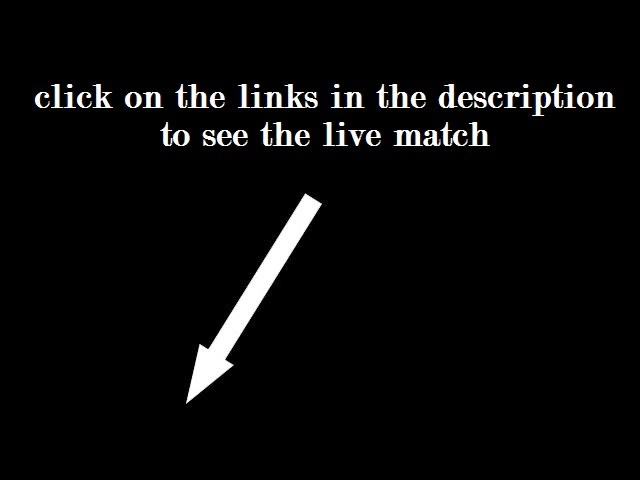 click on the links in the description
to see the live match